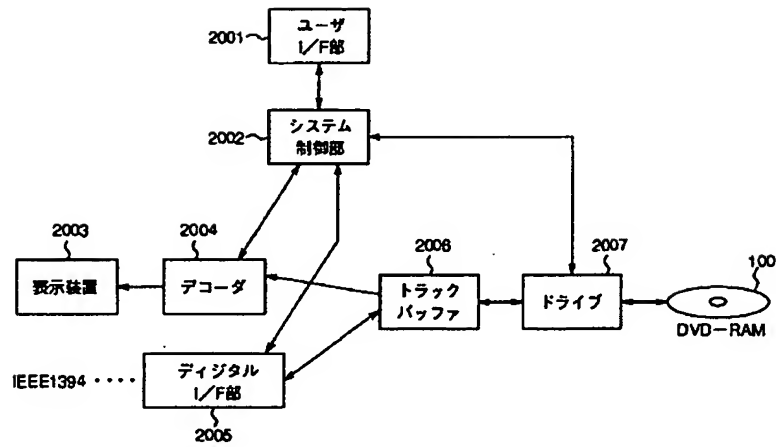 2001
ユーザ
I/F部
2002
システム
制御部
2003
表示装置
2004
デコーダ
2006
トラック
バッファ
2007
ドライブ
100
DVD-RAM
IEEE1394 ····
ディジタル
I/F部
2005